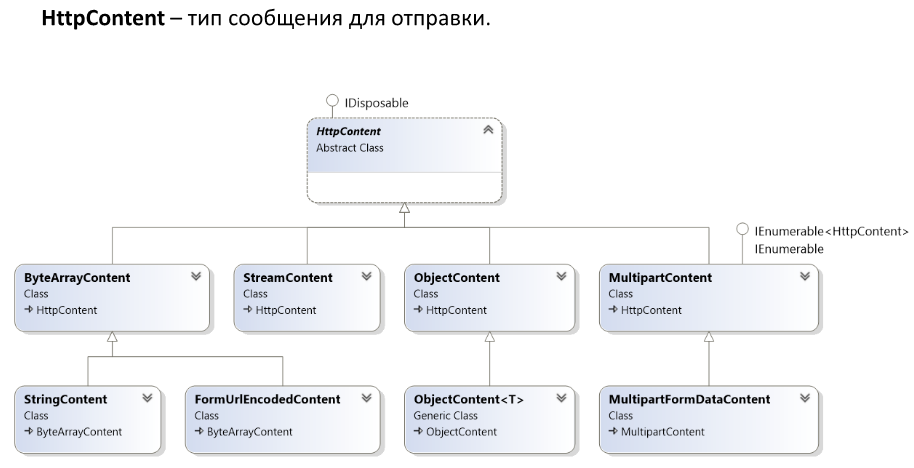 HttpContent – тип сообщения для отправки.
IDisposable
HttpContent
Abstract Class
IEnumerable<HttpContent>
IEnumerable
ByteArrayContent
Class
HttpContent
StreamContent
Class
HttpContent
ObjectContent
Class
HttpContent
MultipartContent
Class
HttpContent
StringContent
Class
ByteArrayContent
FormUrlEncodedContent
Class
ByteArrayContent
ObjectContent<T>
Generic Class
ObjectContent
MultipartFormDataContent
Class
MultipartContent